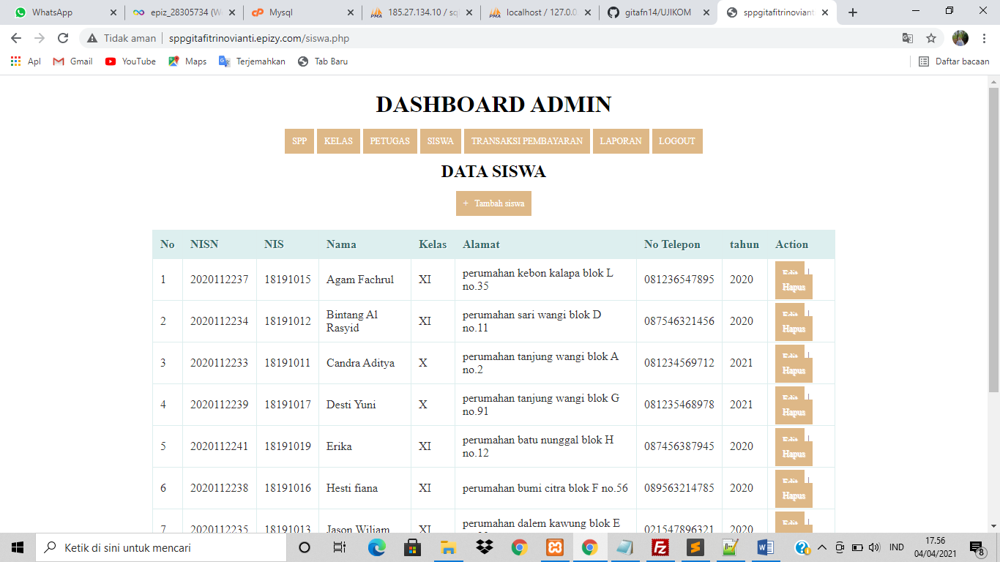 WhatsApp
epiz_28305734 (We
Mysql
185.27.134.10 / sq
localhost / 127.0.0
gitafn14/UJIKOM
sppgitafitrinovianti
Tidak aman
sppgitafitrinovianti.epizy.com/siswa.php
Apl Gmail YouTube Maps Terjemahkan Tab Baru Daftar bacaan
DASHBOARD ADMIN
SPP KELAS PETUGAS SISWA TRANSAKSI PEMBAYARAN LAPORAN LOGOUT
DATA SISWA
+ Tambah siswa
No NISN NIS Nama Kelas Alamat No Telepon tahun Action
1 2020112237 18191015 Agam Fachrul XI perumahan kebon kalapa blok L no.35 081236547895 2020 Edit | Hapus
2 2020112234 18191012 Bintang Al Rasyid XI perumahan sari wangi blok D no.11 087546321456 2020 Edit | Hapus
3 2020112233 18191011 Candra Aditya X perumahan tanjung wangi blok A no.2 081234569712 2021 Edit | Hapus
4 2020112239 18191017 Desti Yuni X perumahan tanjung wangi blok G no.91 081235468978 2021 Edit | Hapus
5 2020112241 18191019 Erika XI perumahan batu nunggal blok H no.12 087456387945 2020 Edit | Hapus
6 2020112238 18191016 Hesti fiana XI perumahan bumi citra blok F no.56 089563214785 2020 Edit | Hapus
7 2020112235 18191013 Jason Wiliam XI perumahan dalem kawung blok E 021547896321 2020
Ketik di sini untuk mencari
IND
17.56
04/04/2021
8